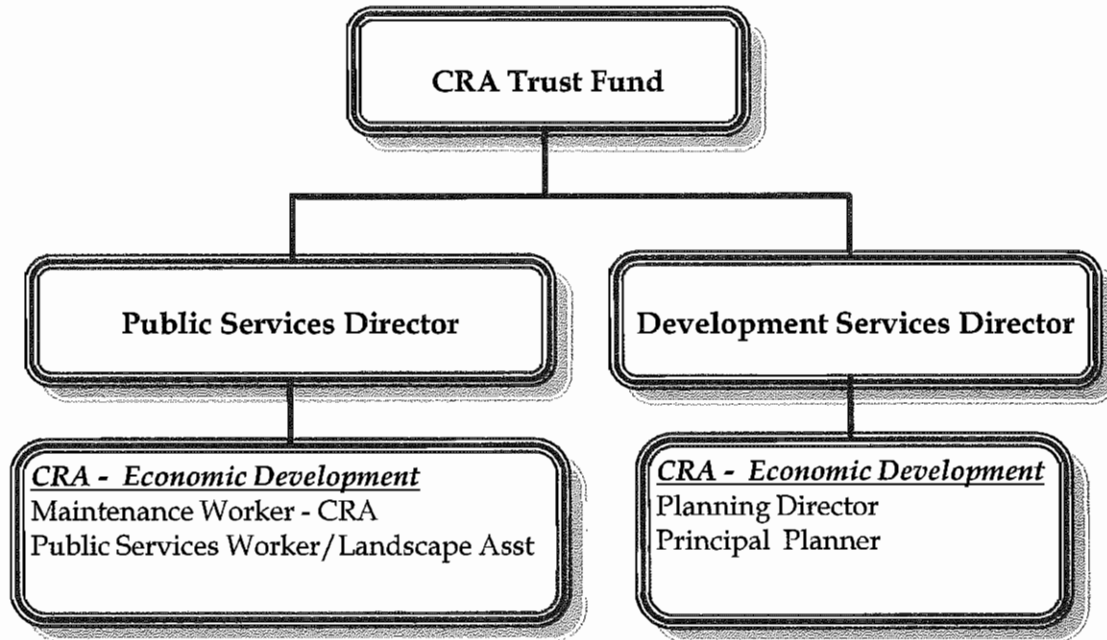 CRA Trust Fund
Public Services Director
Development Services Director
CRA - Economic Development
Maintenance Worker - CRA
Public Services Worker/Landscape Asst
CRA - Economic Development
Planning Director
Principal Planner